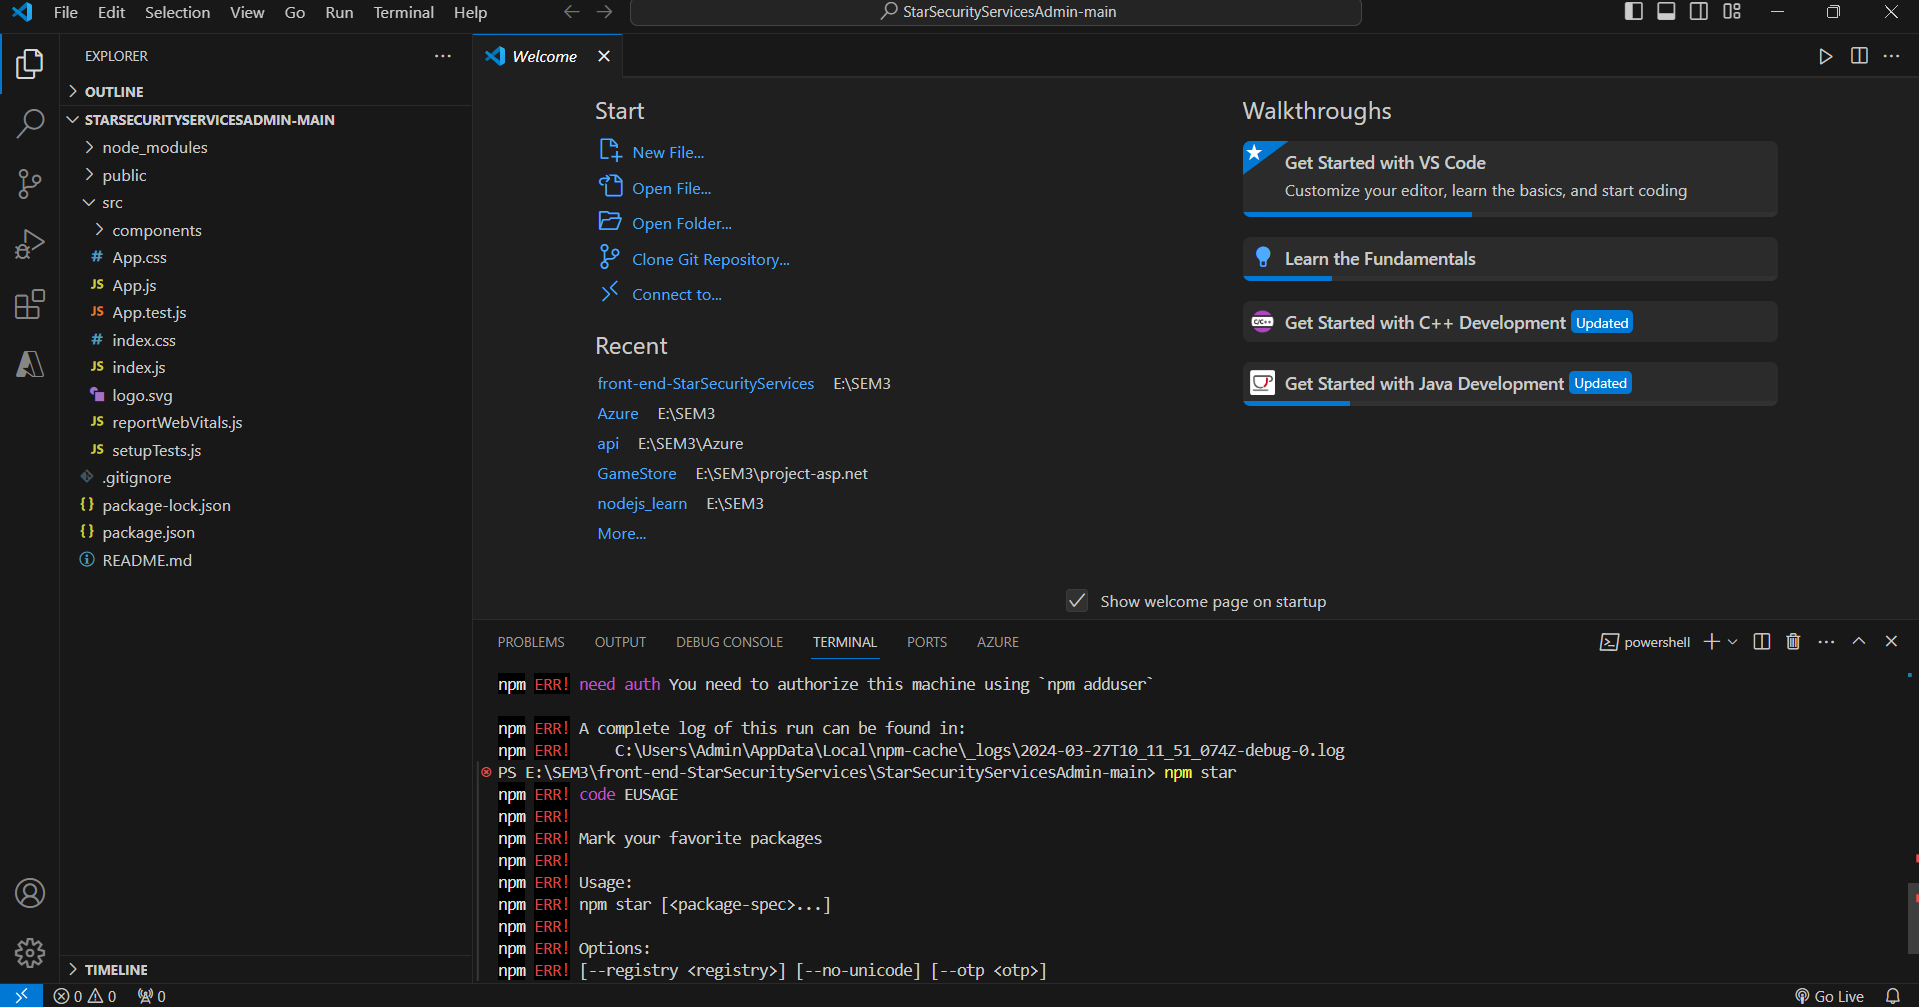 File Edit Selection View Go Run Terminal Help
StarSecurityServicesAdmin-main
EXPLORER
OUTLINE
STARSECURITYSERVICESADMIN-MAIN
node_modules
public
src
components
# App.css
JS App.js
JS App.test.js
# index.css
JS index.js
logo.svg
JS reportWebVitals.js
JS setupTests.js
.gitignore
{} package-lock.json
{} package.json
README.md
TIMELINE
Welcome
Start
New File...
Open File...
Open Folder...
Clone Git Repository...
Connect to...
Recent
front-end-StarSecurityServices E:\SEM3
Azure E:\SEM3
api E:\SEM3\Azure
GameStore E:\SEM3\project-asp.net
nodejs_learn E:\SEM3
More...
Walkthroughs
Get Started with VS Code
Customize your editor, learn the basics, and start coding
Learn the Fundamentals
C/C++ Get Started with C++ Development Updated
Get Started with Java Development Updated
Show welcome page on startup
PROBLEMS OUTPUT DEBUG CONSOLE TERMINAL PORTS AZURE
powershell
npm ERR! need auth You need to authorize this machine using `npm adduser`
npm ERR! A complete log of this run can be found in:
npm ERR!     C:\Users\Admin\AppData\Local\npm-cache\_logs\2024-03-27T10_11_51_074Z-debug-0.log
PS E:\SEM3\front-end-StarSecurityServices\StarSecurityServicesAdmin-main> npm star
npm ERR! code EUSAGE
npm ERR!
npm ERR! Mark your favorite packages
npm ERR!
npm ERR! Usage:
npm ERR! npm star [<package-spec>...]
npm ERR!
npm ERR! Options:
npm ERR! [--registry <registry>] [--no-unicode] [--otp <otp>]
0 0 0
Go Live